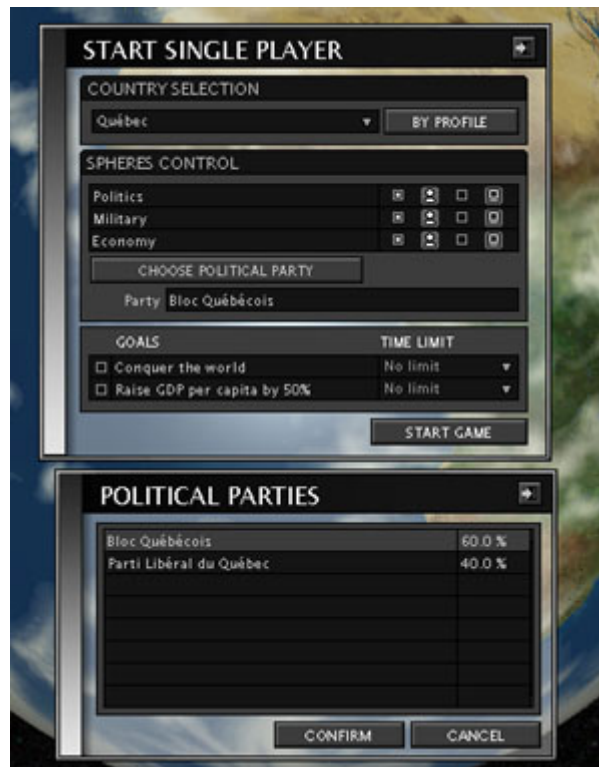 START SINGLE PLAYER
COUNTRY SELECTION
Québec BY PROFILE
SPHERES CONTROL
Politics
Military
Economy
CHOOSE POLITICAL PARTY
Party Bloc Québécois
GOALS TIME LIMIT
Conquer the world No limit
Raise GDP per capita by 50% No limit
START GAME
POLITICAL PARTIES
Bloc Québécois 60.0 %
Parti Libéral du Québec 40.0 %
CONFIRM CANCEL